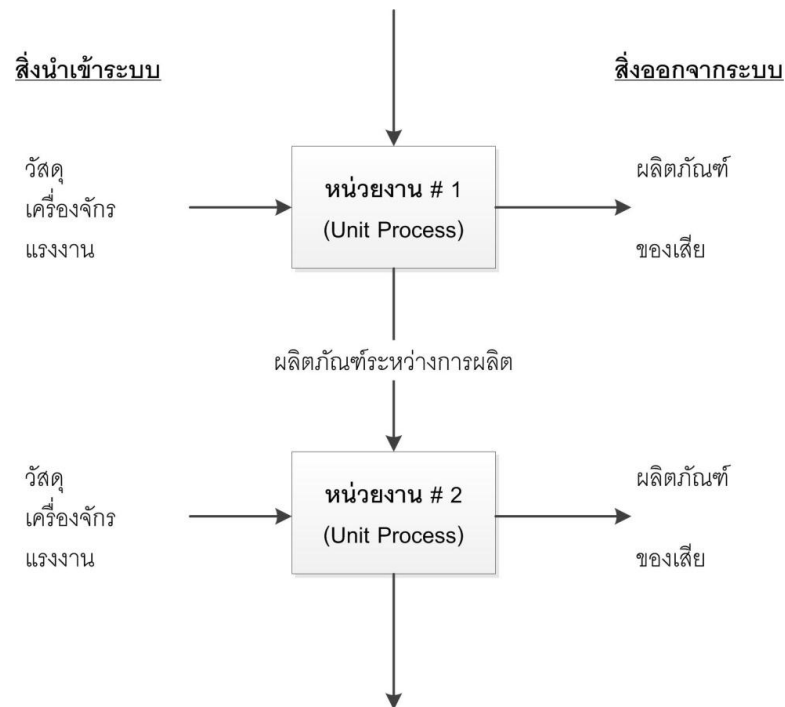 สิ่งนำเข้าระบบ
สิ่งออกจากระบบ
วัสดุ
เครื่องจักร
แรงงาน
หน่วยงาน # 1
(Unit Process)
ผลิตภัณฑ์
ของเสีย
ผลิตภัณฑ์ระหว่างการผลิต
วัสดุ
เครื่องจักร
แรงงาน
หน่วยงาน # 2
(Unit Process)
ผลิตภัณฑ์
ของเสีย